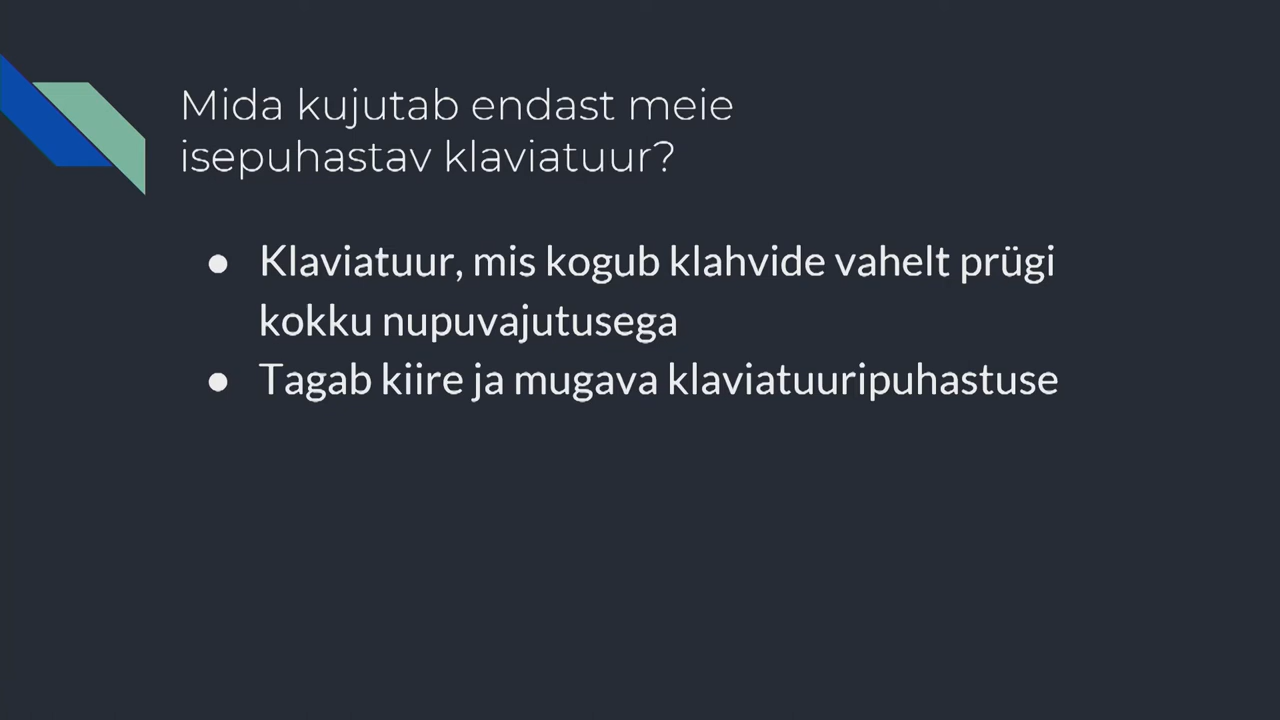 Mida kujutab endast meie
isepuhastav klaviatuur?
● Klaviatuur, mis kogub klahvide vahelt prügi
kokku nupuvajutusega
● Tagab kiire ja mugava klaviatuuripuhastuse